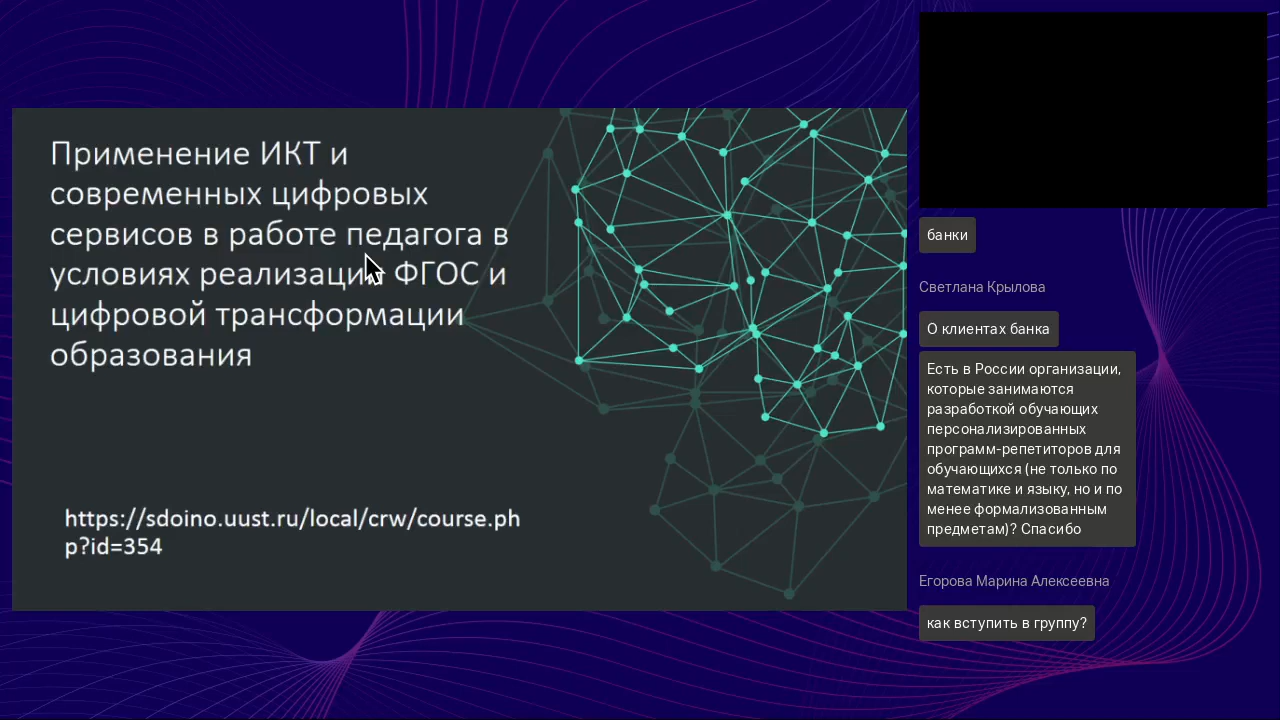 Применение ИКТ и
современных цифровых
сервисов в работе педагога в
условиях реализации ФГОС и
цифровой трансформации
образования
https://sdoino.uust.ru/local/crw/course.ph
p?id=354
банки
Светлана Крылова
О клиентах банка
Есть в России организации,
которые занимаются
разработкой обучающих
персонализированных
программ-репетиторов для
обучающихся (не только по
математике и языку, но и по
менее формализованным
предметам)? Спасибо
Егорова Марина Алексеевна
как вступить в группу?